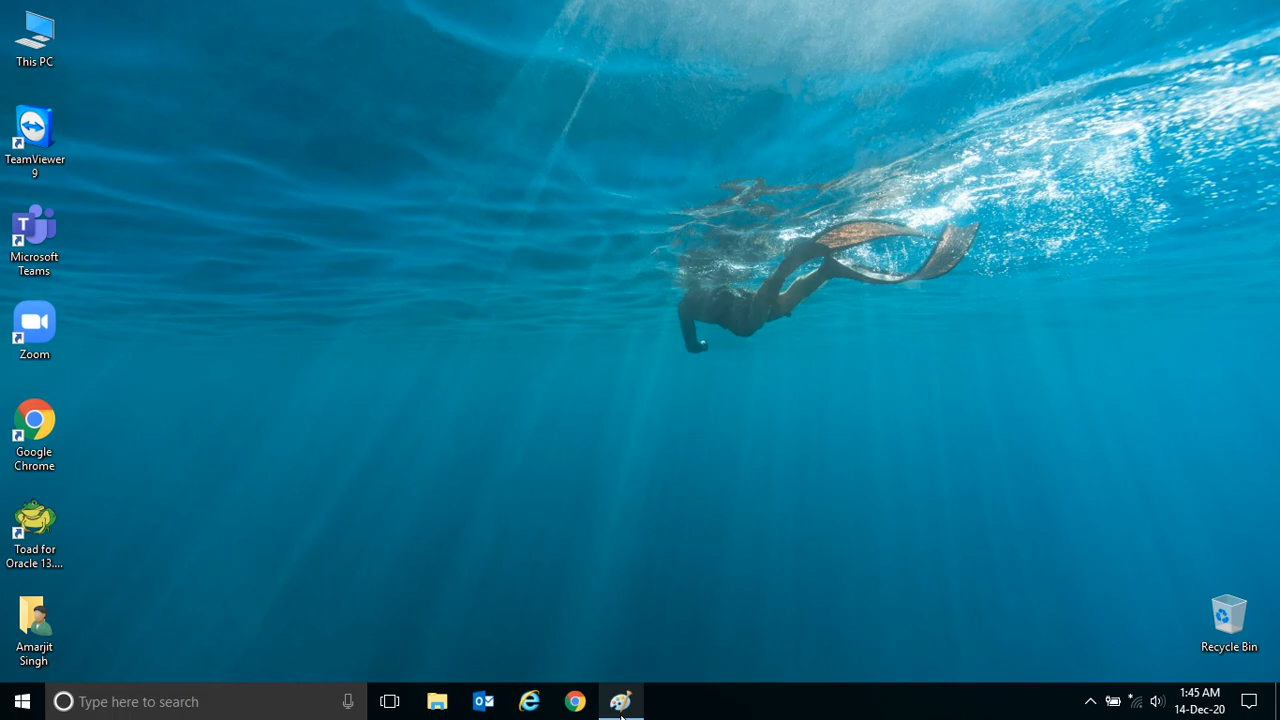 This PC
TeamViewer
9
Microsoft
Teams
Zoom
Google
Chrome
Toad for
Oracle 13....
Amarjit
Singh
Recycle Bin
Type here to search
1:45 AM
14-Dec-20